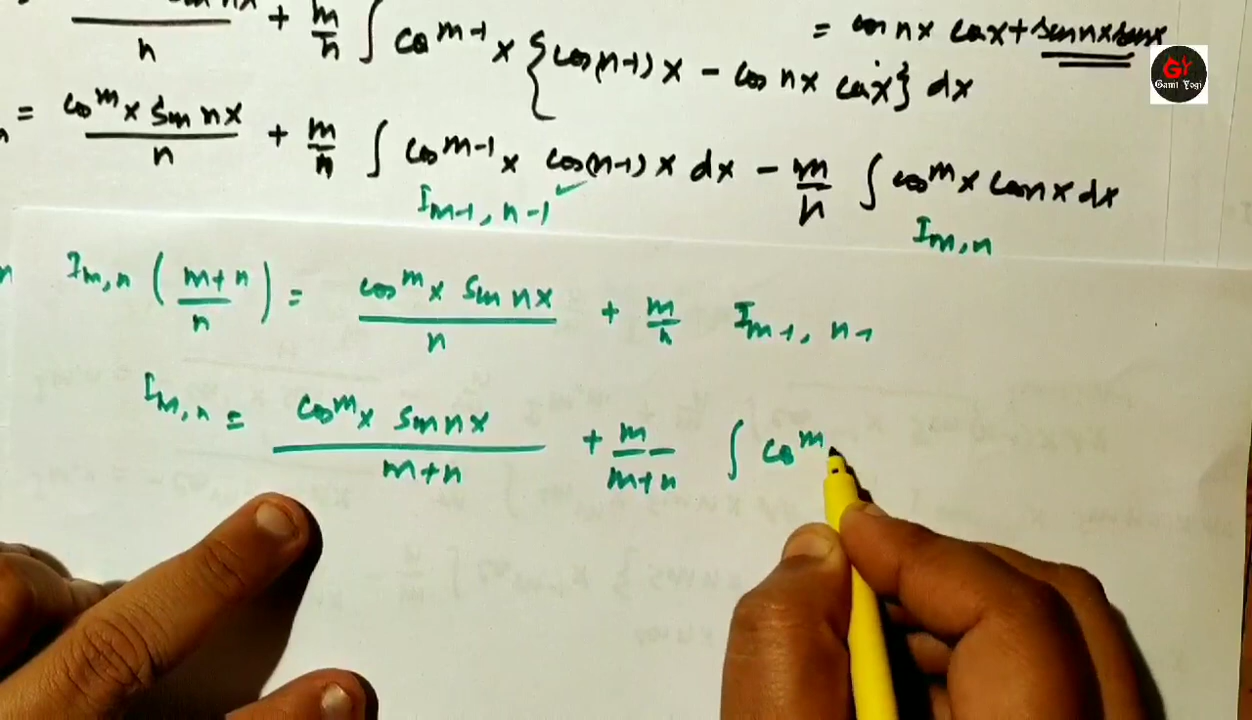 n + m/n ∫ cos^{m-1} x { cos(n-1)x - cos nx cos x } dx
= cos nx cos x + sin nx sin x
GY
Gami Yogi
= cos^m x sin nx / n + m/n ∫ cos^{m-1} x cos(n-1) x dx - m/n ∫ cos^m x cos nx dx
I_{m-1, n-1} ✓ I_{m,n}
I_{m,n} ( m+n / n ) = cos^m x sin nx / n + m/n I_{m-1, n-1}
I_{m,n} = cos^m x sin nx / m+n + m / m+n ∫ cos^m